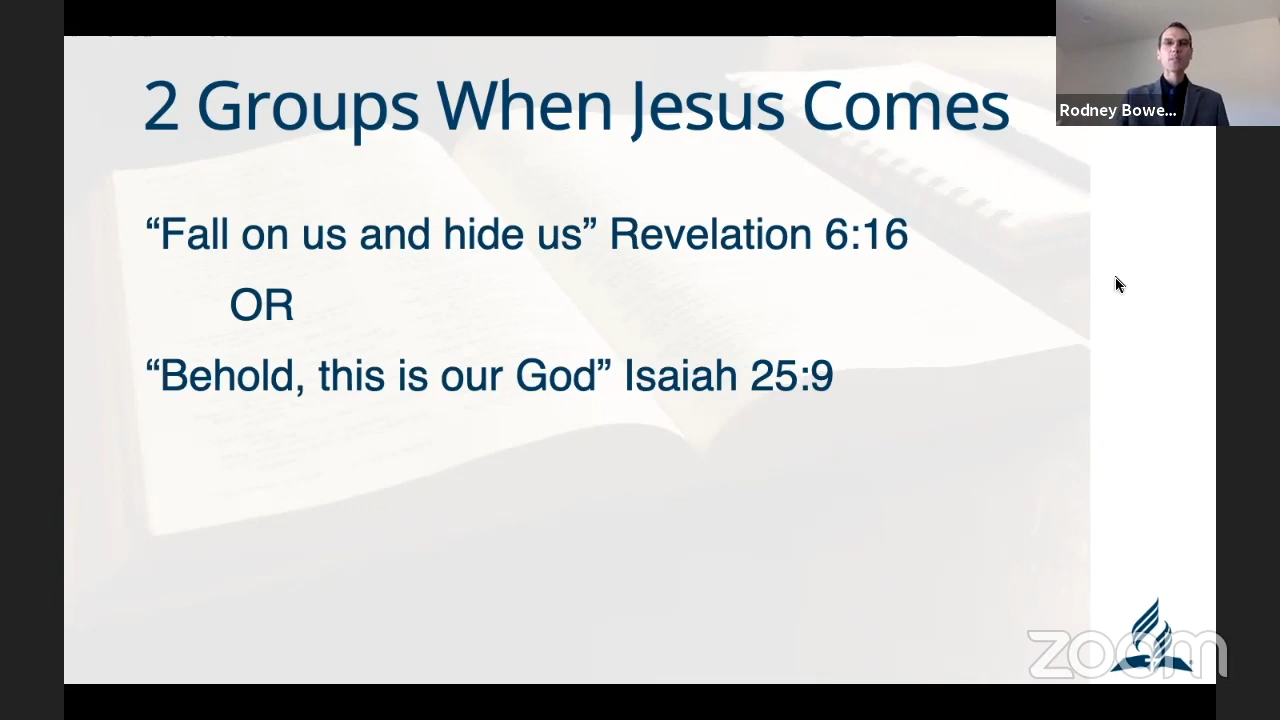 2 Groups When Jesus Comes
Rodney Bowe...
“Fall on us and hide us” Revelation 6:16
OR
“Behold, this is our God” Isaiah 25:9
zoom